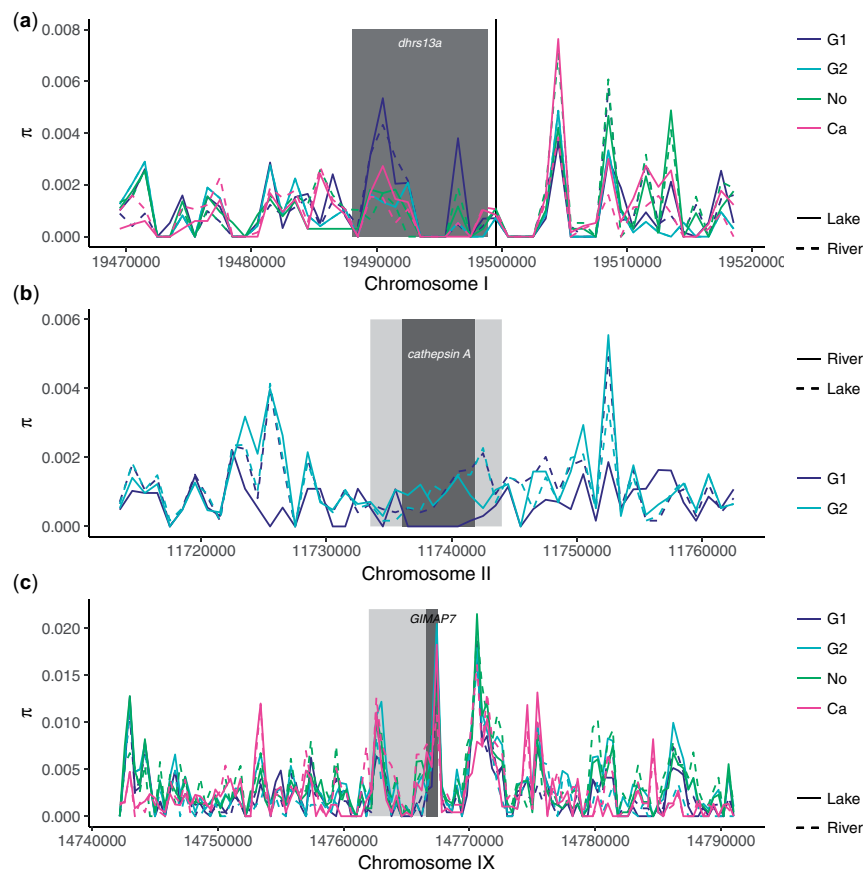 (a)
0.008
0.006
0.004
0.002
0.000
π
dhrs13a
19470000 19480000 19490000 19500000 19510000 19520000
Chromosome I
G1
G2
No
Ca
Lake
River
(b)
0.006
0.004
0.002
0.000
π
cathepsin A
11720000 11730000 11740000 11750000 11760000
Chromosome II
River
Lake
G1
G2
(c)
0.020
0.015
0.010
0.005
0.000
π
GIMAP7
14740000 14750000 14760000 14770000 14780000 14790000
Chromosome IX
G1
G2
No
Ca
Lake
River